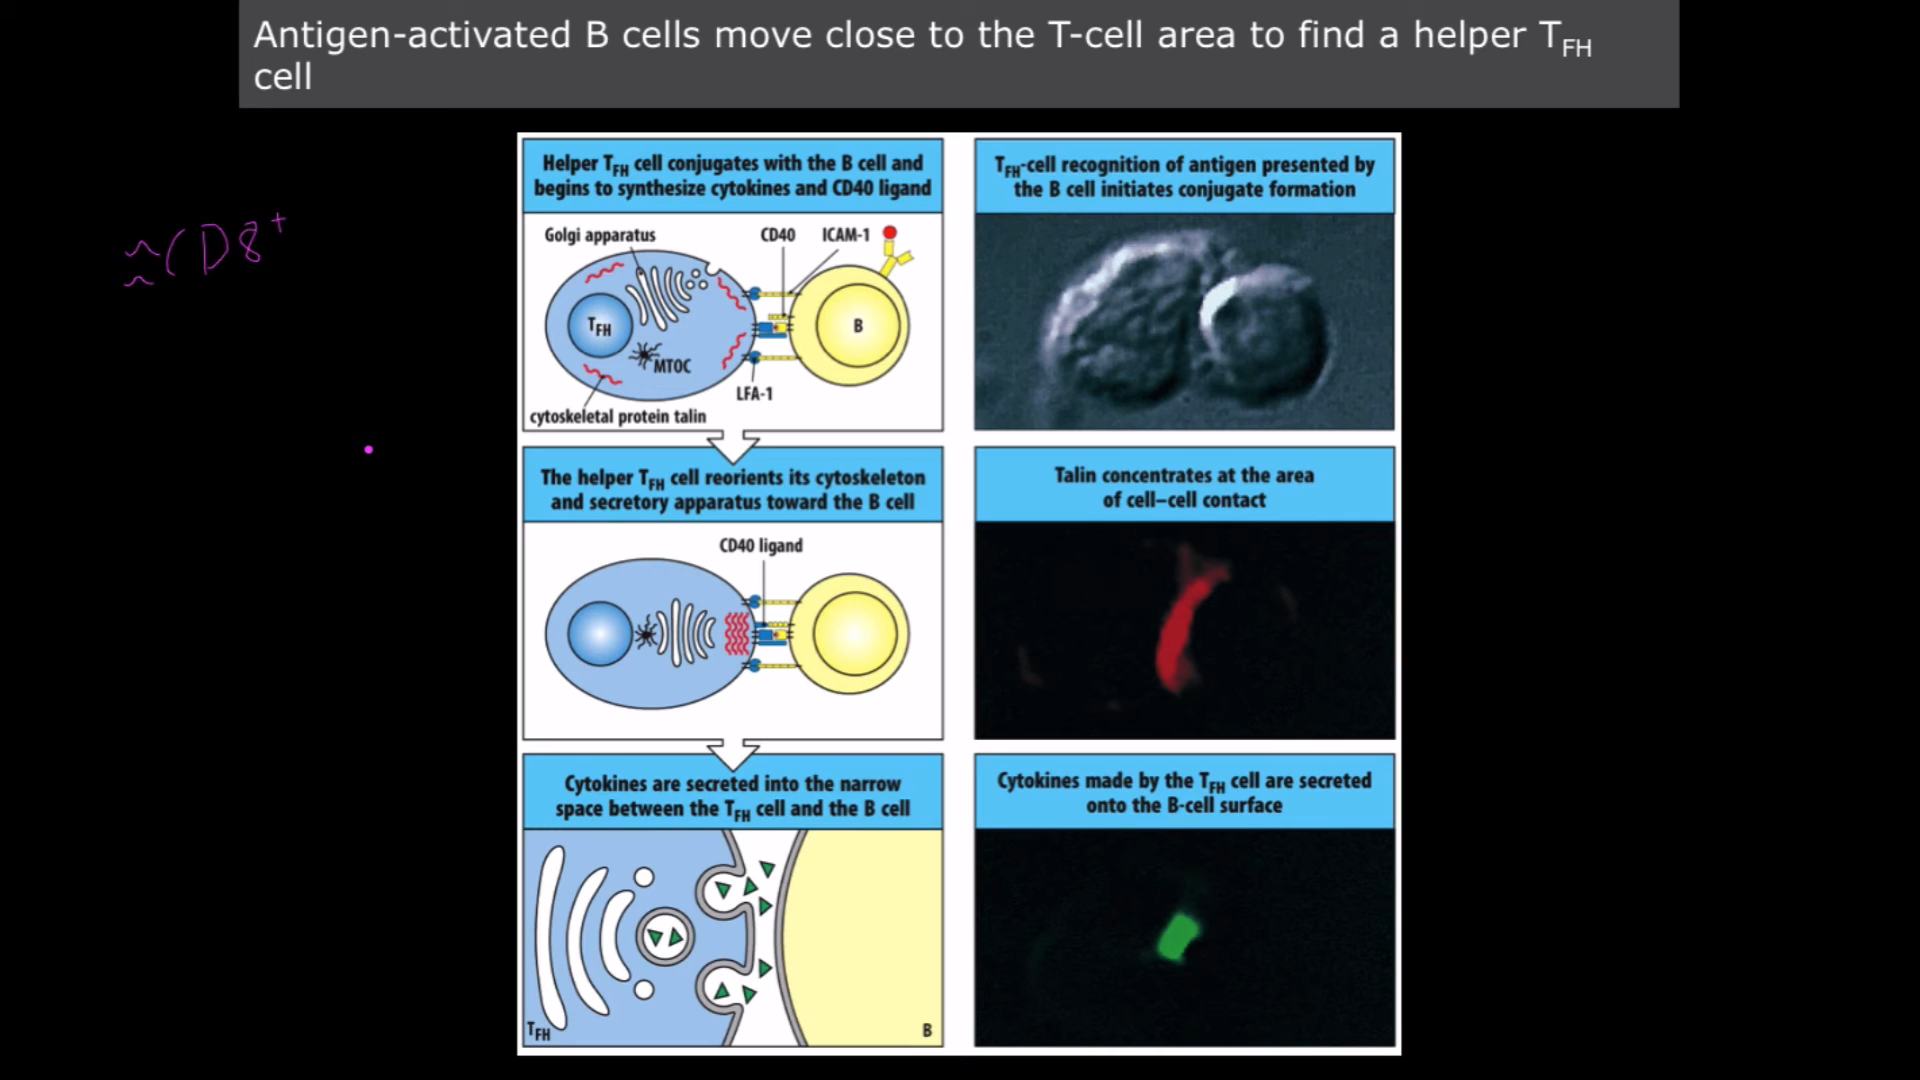 Antigen-activated B cells move close to the T-cell area to find a helper TFH
cell
≈CD8+
Helper TFH cell conjugates with the B cell and
begins to synthesize cytokines and CD40 ligand
Golgi apparatus
CD40
ICAM-1
TFH
B
MTOC
LFA-1
cytoskeletal protein talin
TFH-cell recognition of antigen presented by
the B cell initiates conjugate formation
The helper TFH cell reorients its cytoskeleton
and secretory apparatus toward the B cell
CD40 ligand
Talin concentrates at the area
of cell–cell contact
Cytokines are secreted into the narrow
space between the TFH cell and the B cell
TFH
B
Cytokines made by the TFH cell are secreted
onto the B-cell surface